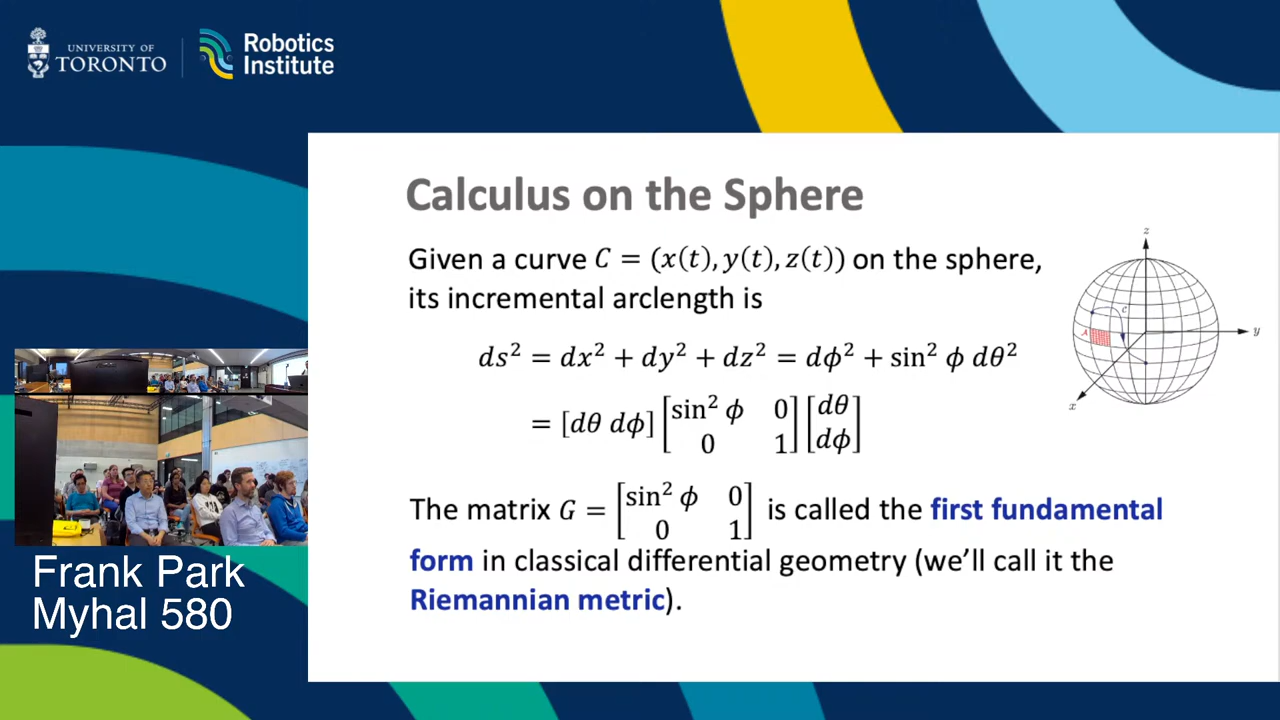 UNIVERSITY OF
TORONTO
Robotics
Institute
Calculus on the Sphere
Given a curve C = (x(t), y(t), z(t)) on the sphere,
its incremental arclength is
ds² = dx² + dy² + dz² = dϕ² + sin² ϕ dθ²
= [dθ dϕ] [sin² ϕ 0
0 1] [dθ
dϕ]
The matrix G = [sin² ϕ 0
0 1] is called the first fundamental
form in classical differential geometry (we’ll call it the
Riemannian metric).
z
y
x
A
C
Frank Park
Myhal 580